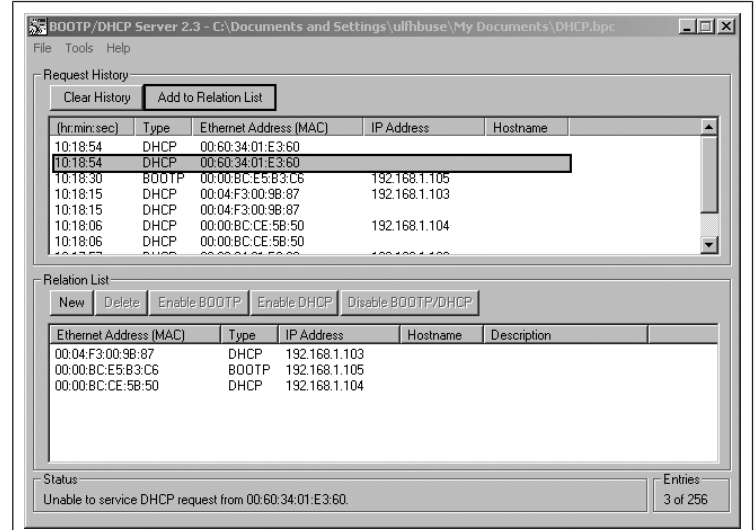 BOOTP/DHCP Server 2.3 - C:\Documents and Settings\ulfhbuse\My Documents\DHCP.bpc
File Tools Help
Request History
Clear History Add to Relation List
(hr:min:sec) Type Ethernet Address (MAC) IP Address Hostname
10:18:54 DHCP 00:60:34:01:E3:60
10:18:54 DHCP 00:60:34:01:E3:60
10:18:30 BOOTP 00:00:BC:E5:B3:C6 192.168.1.105
10:18:15 DHCP 00:04:F3:00:9B:87 192.168.1.103
10:18:15 DHCP 00:04:F3:00:9B:87
10:18:06 DHCP 00:00:BC:CE:5B:50 192.168.1.104
10:18:06 DHCP 00:00:BC:CE:5B:50
Relation List
New Delete Enable BOOTP Enable DHCP Disable BOOTP/DHCP
Ethernet Address (MAC) Type IP Address Hostname Description
00:04:F3:00:9B:87 DHCP 192.168.1.103
00:00:BC:E5:B3:C6 BOOTP 192.168.1.105
00:00:BC:CE:5B:50 DHCP 192.168.1.104
Status
Unable to service DHCP request from 00:60:34:01:E3:60.
Entries
3 of 256